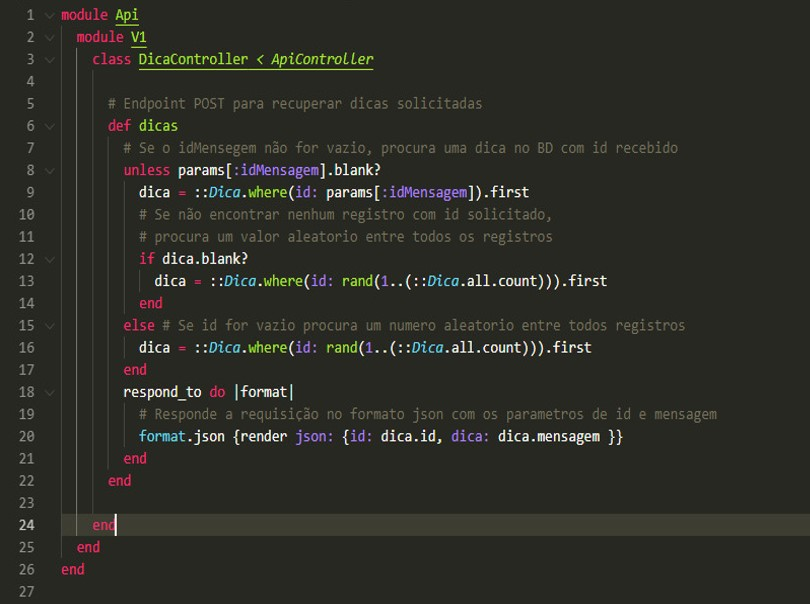 1 module Api
2 module V1
3 class DicaController < ApiController
4
5 # Endpoint POST para recuperar dicas solicitadas
6 def dicas
7 # Se o idMensegem não for vazio, procura uma dica no BD com id recebido
8 unless params[:idMensagem].blank?
9 dica = ::Dica.where(id: params[:idMensagem]).first
10 # Se não encontrar nenhum registro com id solicitado,
11 # procura um valor aleatorio entre todos os registros
12 if dica.blank?
13 dica = ::Dica.where(id: rand(1..(::Dica.all.count))).first
14 end
15 else # Se id for vazio procura um numero aleatorio entre todos registros
16 dica = ::Dica.where(id: rand(1..(::Dica.all.count))).first
17 end
18 respond_to do |format|
19 # Responde a requisição no formato json com os parametros de id e mensagem
20 format.json {render json: {id: dica.id, dica: dica.mensagem }}
21 end
22 end
23
24 end
25 end
26 end
27